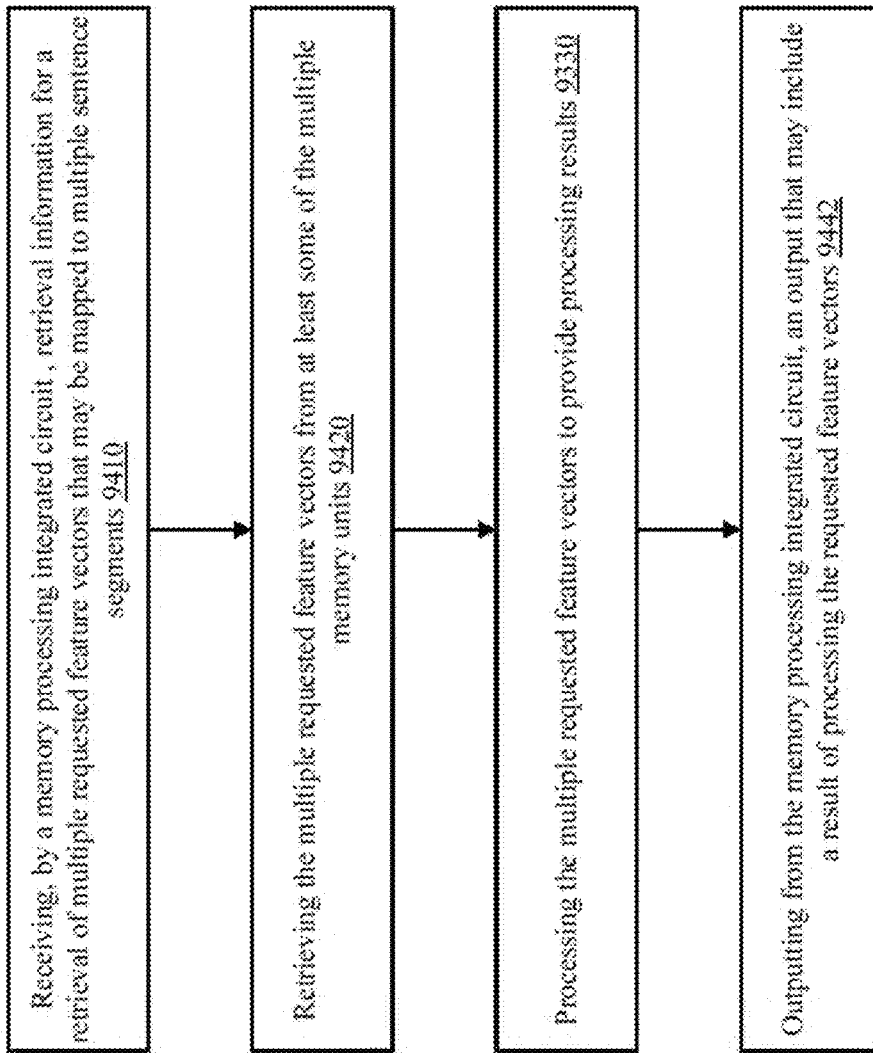 Receiving, by a memory processing integrated circuit , retrieval information for a
retrieval of multiple requested feature vectors that may be mapped to multiple sentence
segments 9410
Retrieving the multiple requested feature vectors from at least some of the multiple
memory units 9420
Processing the multiple requested feature vectors to provide processing results 9330
Outputting from the memory processing integrated circuit, an output that may include
a result of processing the requested feature vectors 9442